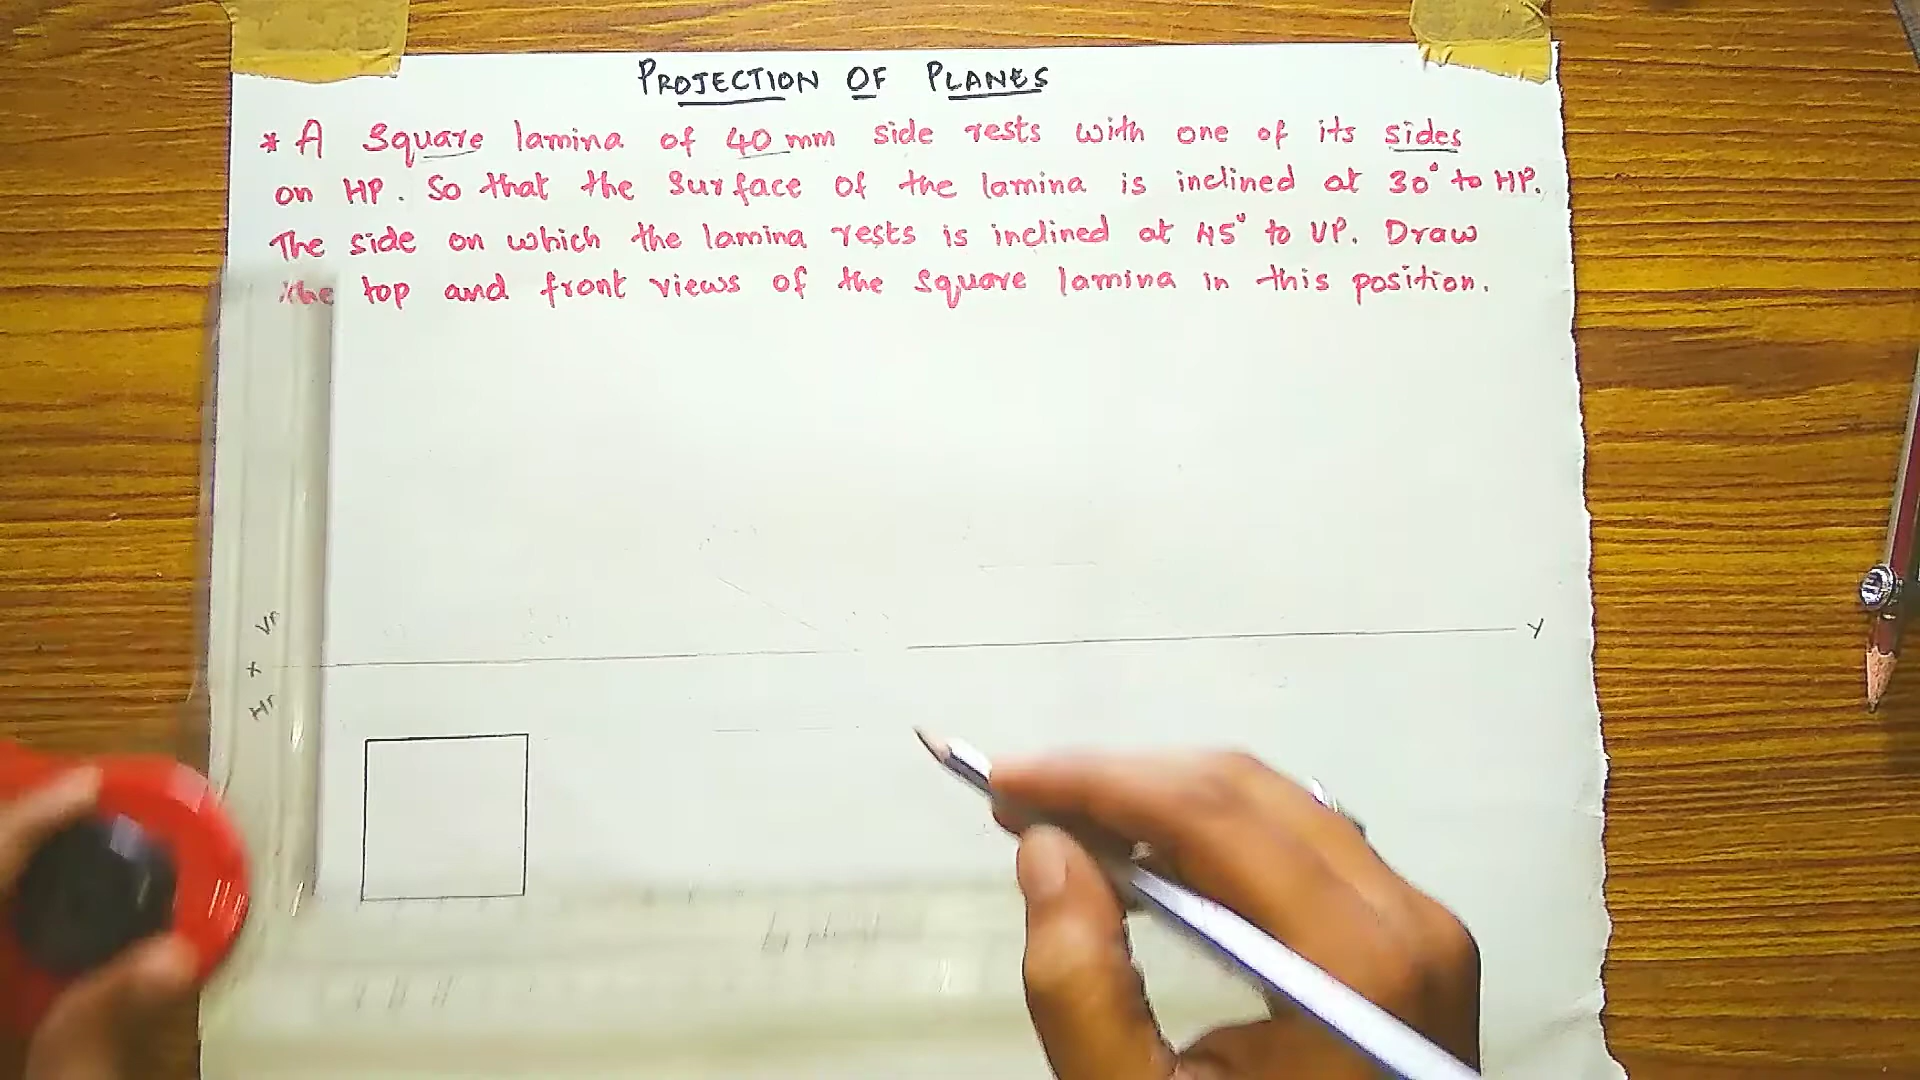 PROJECTION OF PLANES
* A Square lamina of 40 mm side rests with one of its sides
on HP. So that the surface of the lamina is inclined at 30° to HP.
The side on which the lamina rests is inclined at 45° to VP. Draw
the top and front views of the square lamina in this position.
VP
X Y
HP